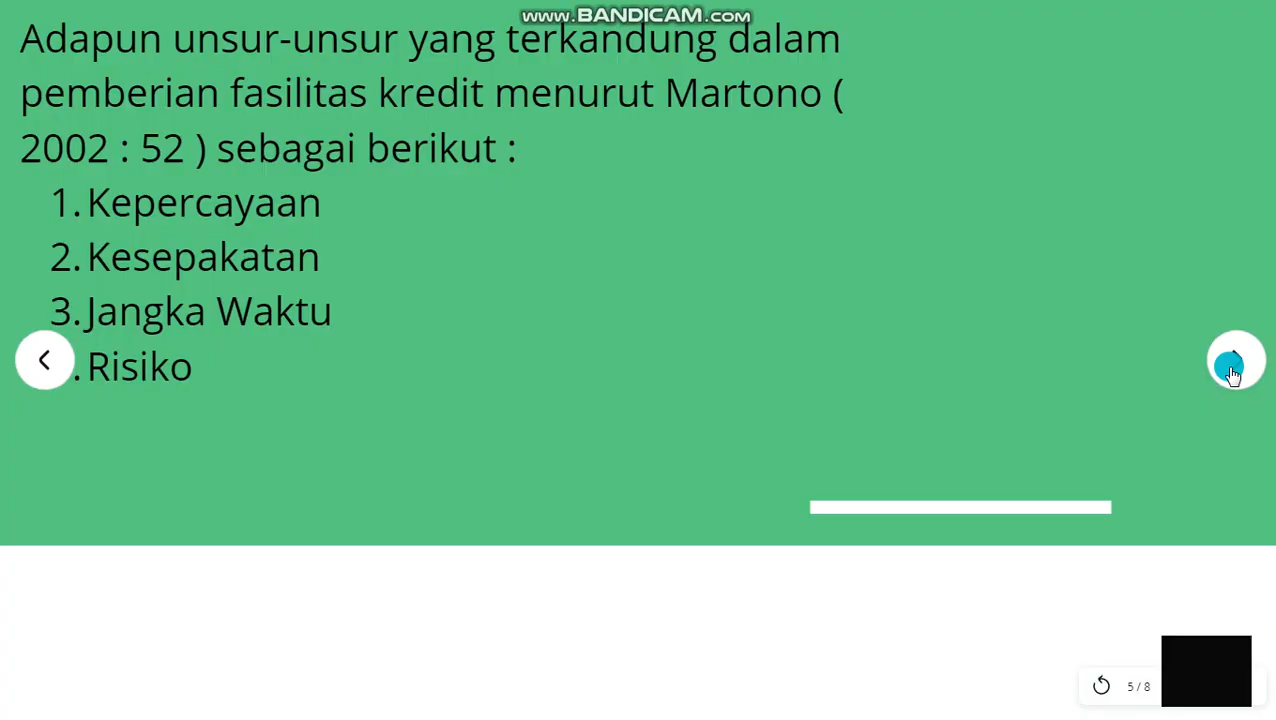 www.BANDICAM.com
Adapun unsur-unsur yang terkandung dalam
pemberian fasilitas kredit menurut Martono (
2002 : 52 ) sebagai berikut :
1. Kepercayaan
2. Kesepakatan
3. Jangka Waktu
. Risiko
5 / 8